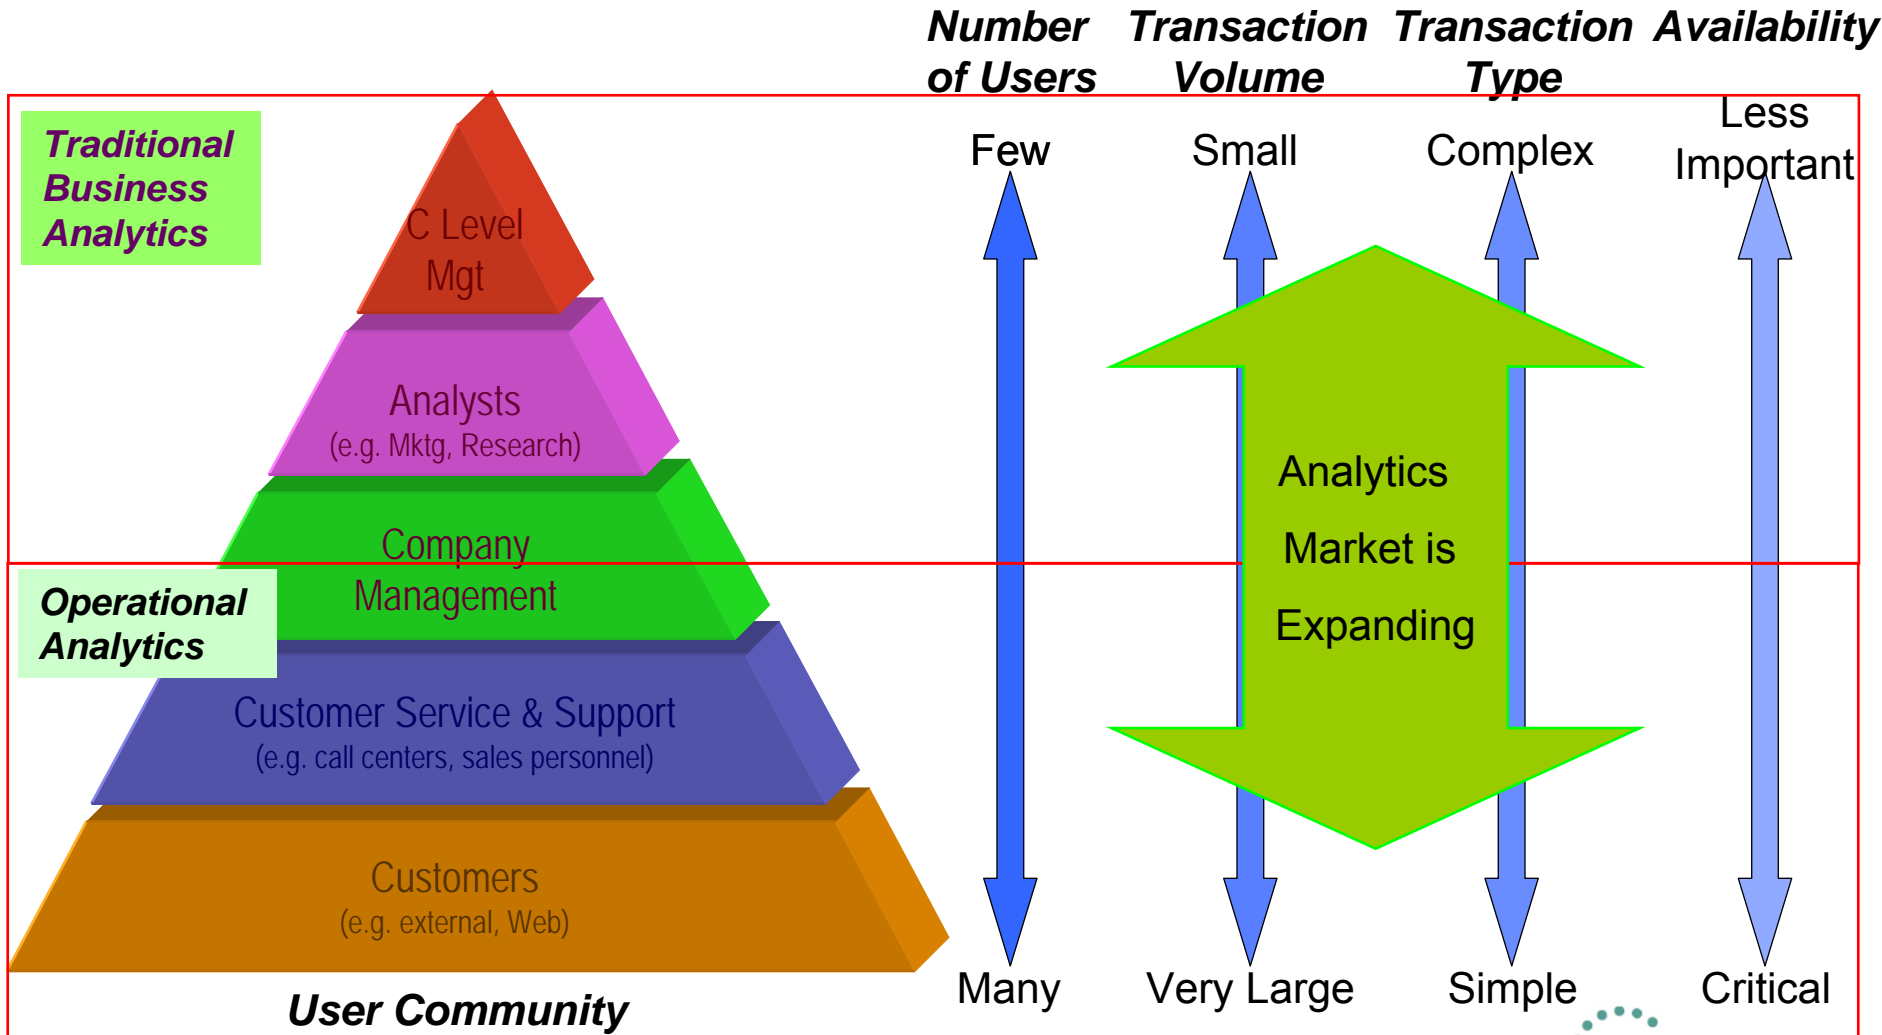 Number of Users
Transaction Volume
Transaction Type
Availability
Traditional
Business
Analytics
Few
Small
Complex
Less
Important
C Level
Mgt
Analysts
(e.g. Mktg, Research)
Company
Management
Operational
Analytics
Customer Service & Support
(e.g. call centers, sales personnel)
Customers
(e.g. external, Web)
Analytics
Market is
Expanding
Many
Very Large
Simple
Critical
User Community